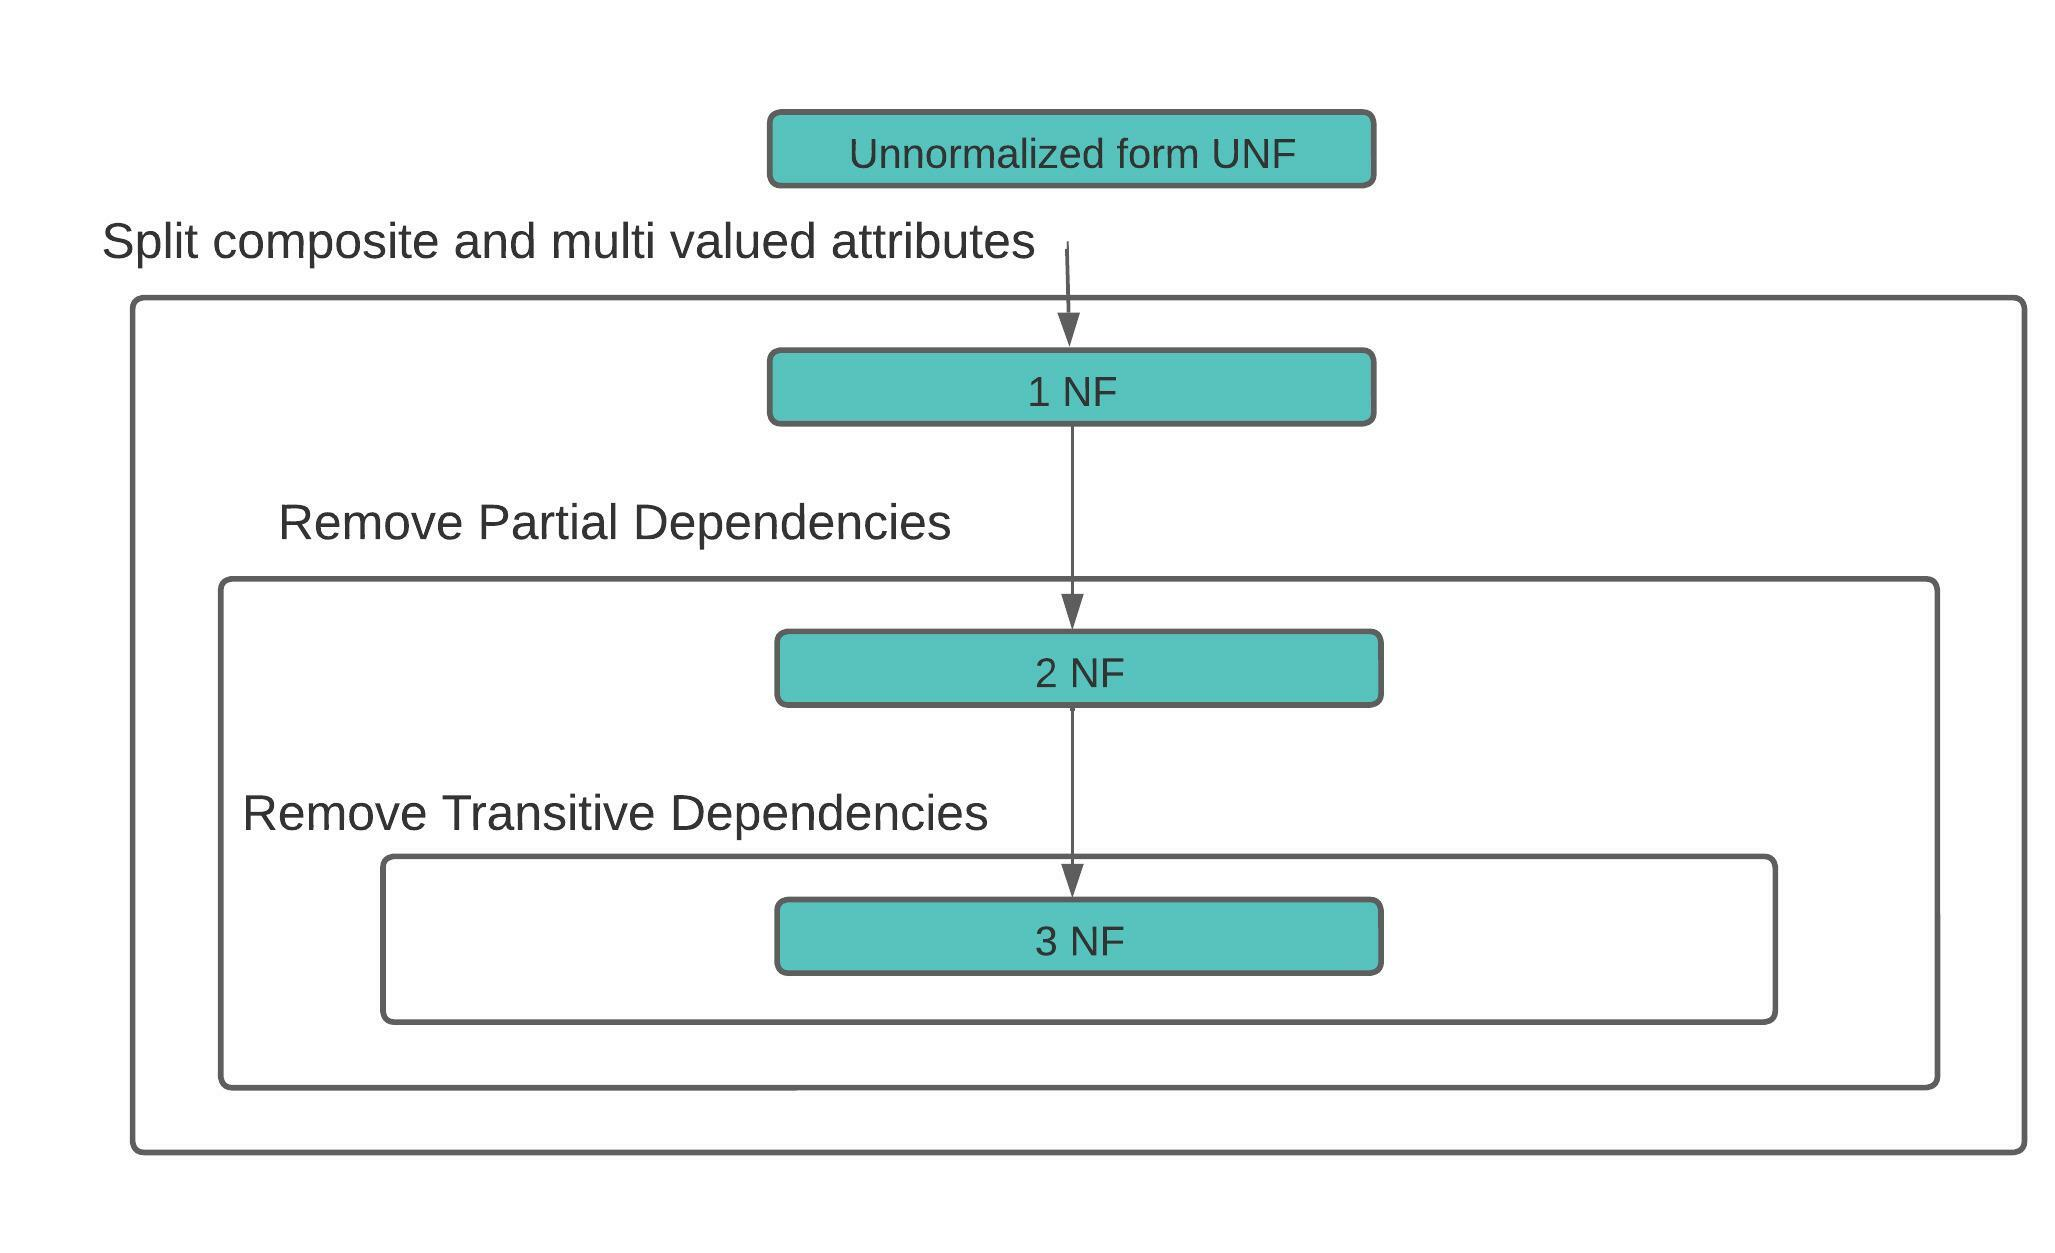 Unnormalized form UNF
Split composite and multi valued attributes
1 NF
Remove Partial Dependencies
2 NF
Remove Transitive Dependencies
3 NF